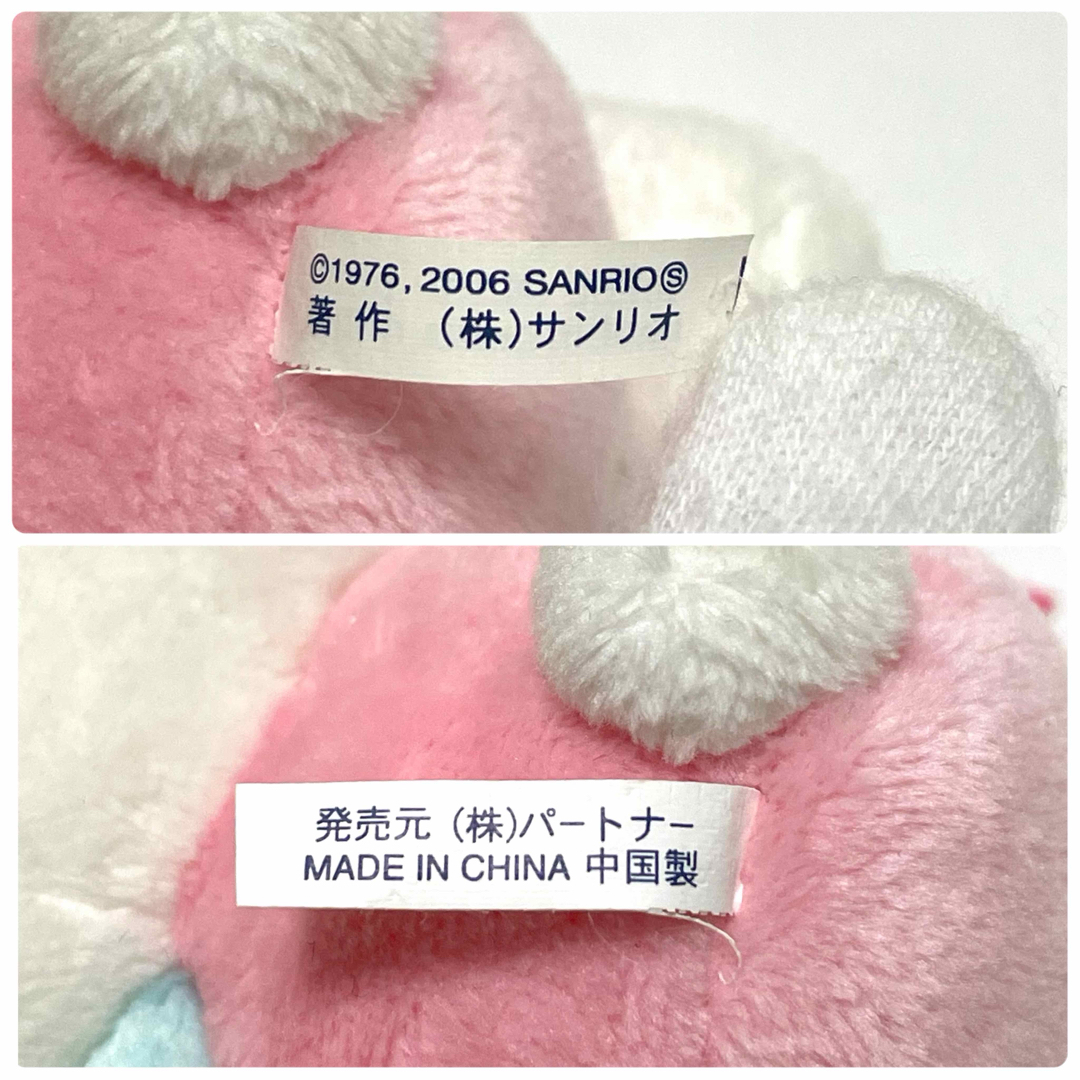 ©1976, 2006 SANRIOⓈ
著作 (株)サンリオ
発売元 (株)パートナー
MADE IN CHINA 中国製